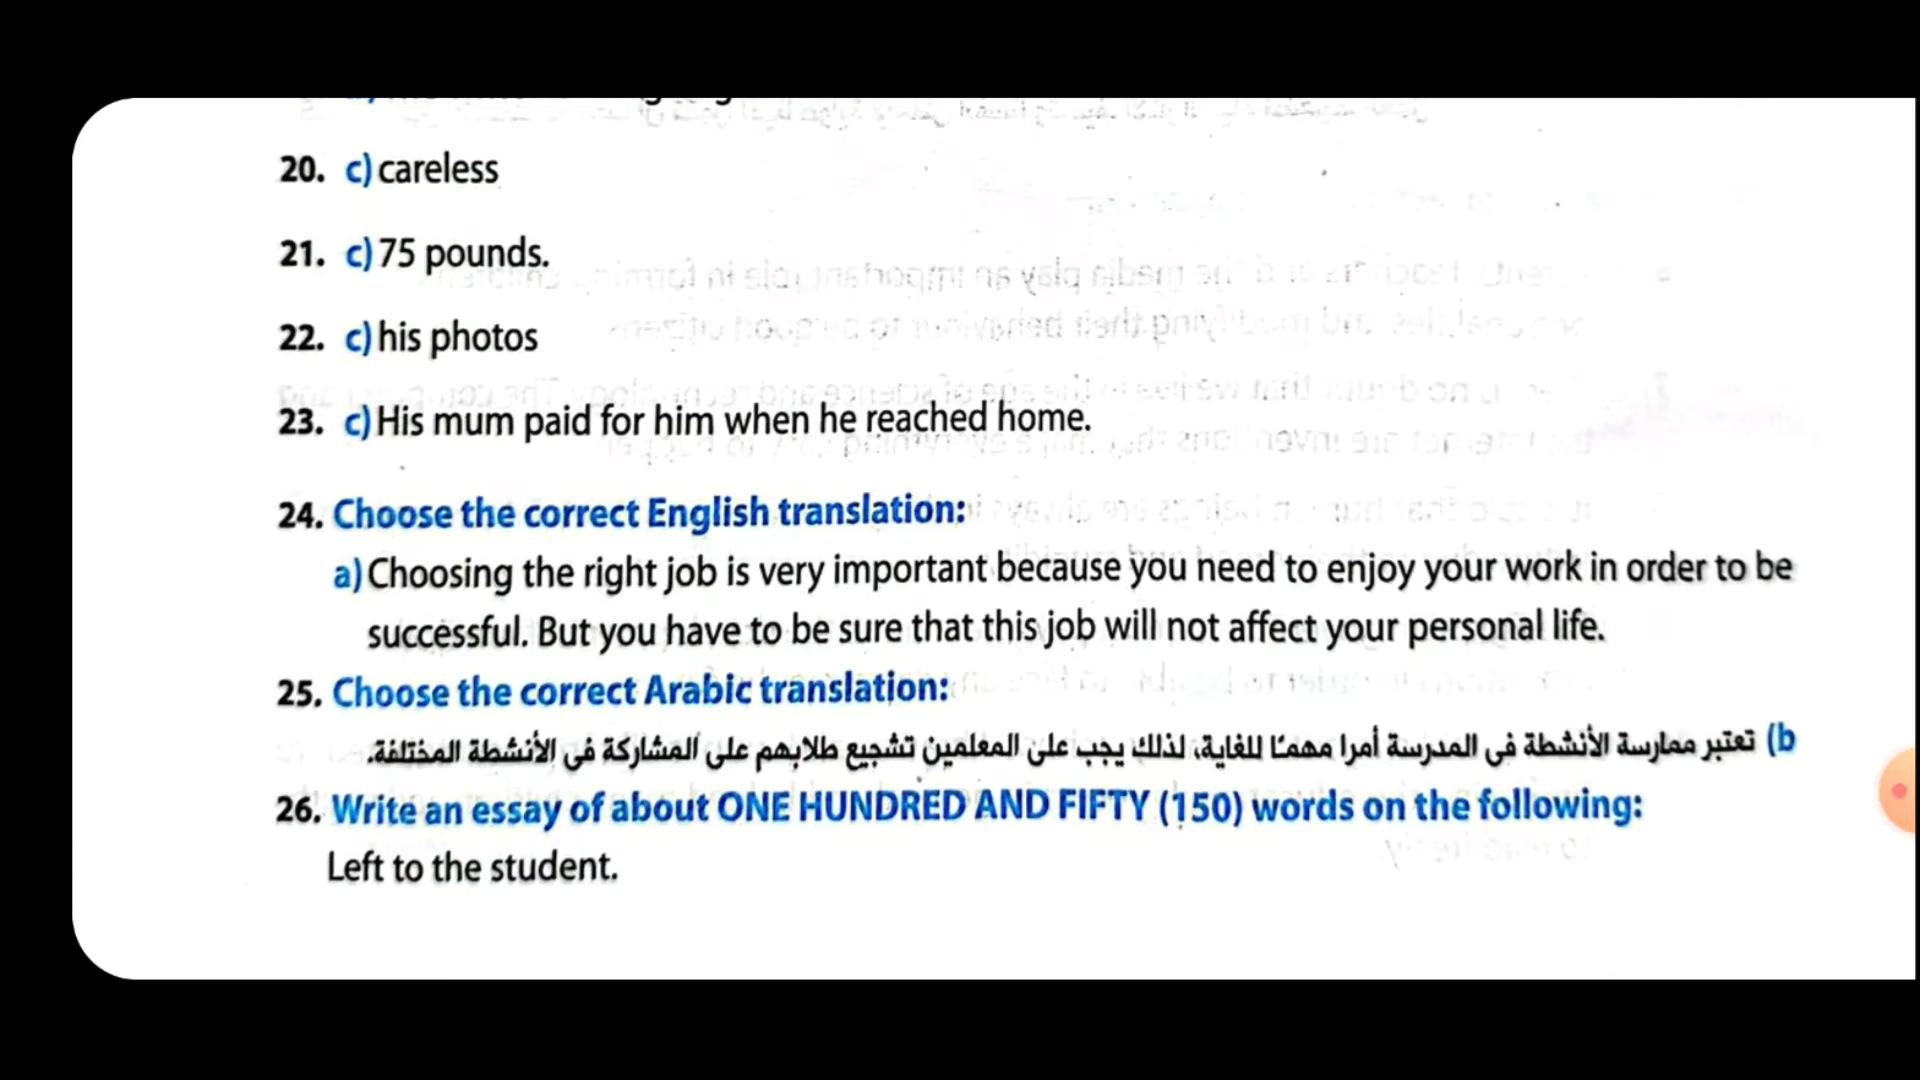 20. c) careless
21. c) 75 pounds.
22. c) his photos
23. c) His mum paid for him when he reached home.
24. Choose the correct English translation:
a) Choosing the right job is very important because you need to enjoy your work in order to be
successful. But you have to be sure that this job will not affect your personal life.
25. Choose the correct Arabic translation:
b) تعتبر ممارسة الأنشطة فى المدرسة أمرا مهمًا للغاية، لذلك يجب على المعلمين تشجيع طلابهم على المشاركة فى الأنشطة المختلفة.
26. Write an essay of about ONE HUNDRED AND FIFTY (150) words on the following:
Left to the student.